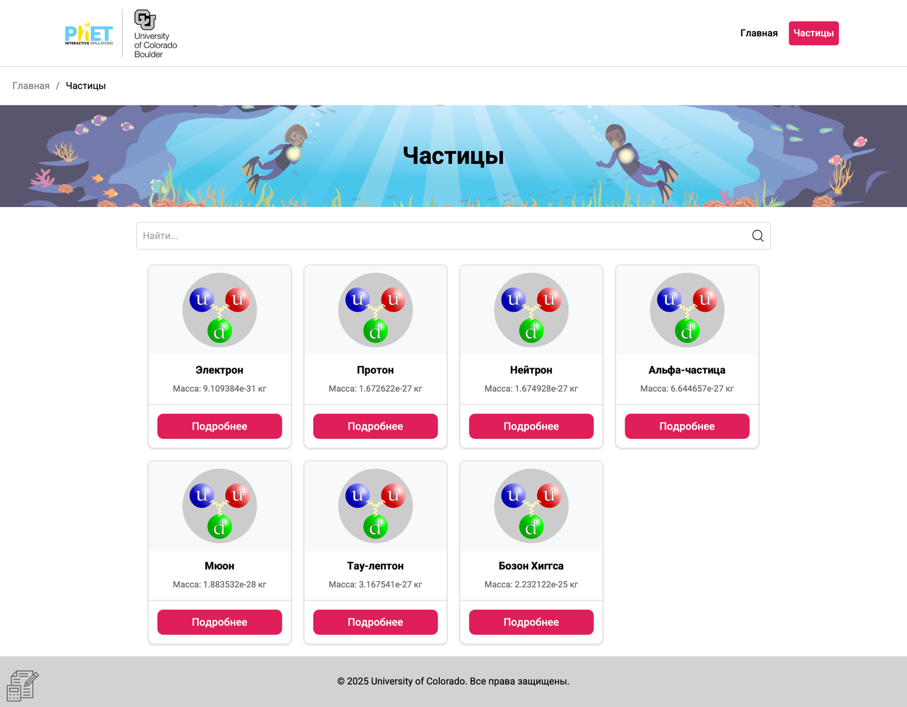 PhET
INTERACTIVE SIMULATIONS
University
of Colorado
Boulder
Главная
Частицы
Главная / Частицы
Частицы
Найти...
u u
d
Электрон
Масса: 9.109384e-31 кг
Подробнее
u u
d
Протон
Масса: 1.672622e-27 кг
Подробнее
u u
d
Нейтрон
Масса: 1.674928e-27 кг
Подробнее
u u
d
Альфа-частица
Масса: 6.644657e-27 кг
Подробнее
u u
d
Мюон
Масса: 1.883532e-28 кг
Подробнее
u u
d
Тау-лептон
Масса: 3.167541e-27 кг
Подробнее
u u
d
Бозон Хиггса
Масса: 2.232122e-25 кг
Подробнее
© 2025 University of Colorado. Все права защищены.